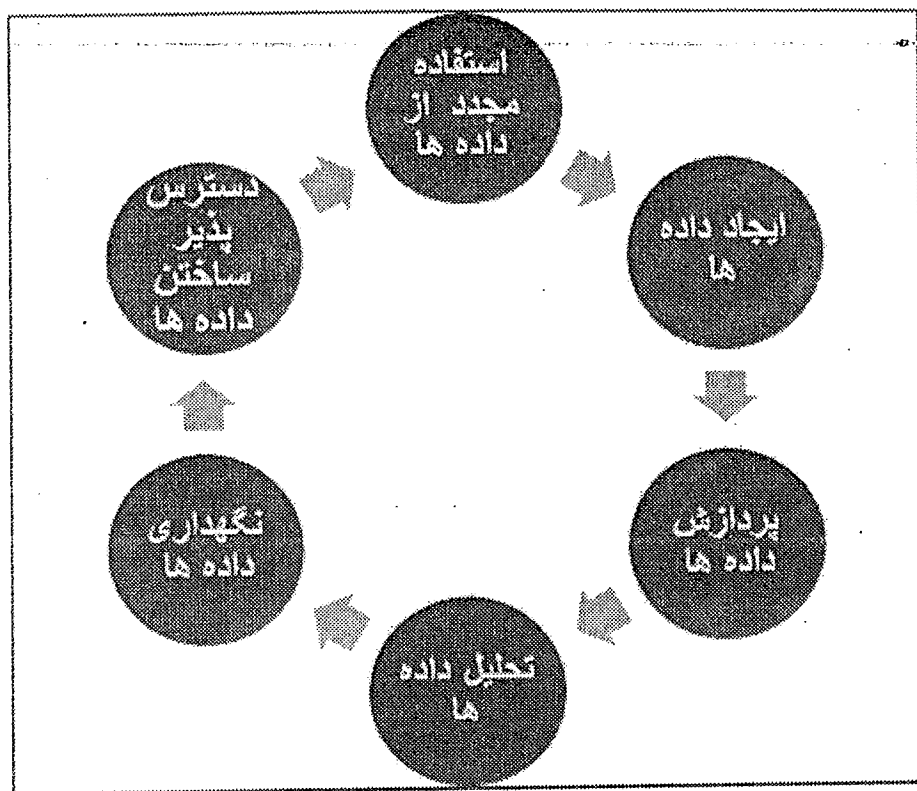 استفاده
مجدد از
داده ها
ایجاد داده
ها
پردازش
داده ها
تحلیل داده
ها
نگهداری
داده ها
دسترس
پذیر
ساختن
داده ها